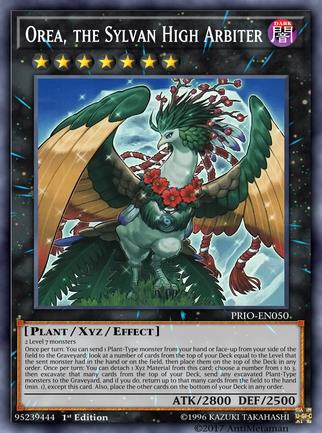 Orea, the Sylvan High Arbiter
DARK
闇
PRIO-EN050
[Plant / Xyz / Effect]
2 Level 7 monsters
Once per turn: You can send 1 Plant-Type monster from your hand or face-up from your side of the
field to the Graveyard; look at a number of cards from the top of your Deck equal to the Level that
the sent monster had in the hand or on the field, then place them on the top of the Deck in any
order. Once per turn: You can detach 1 Xyz Material from this card; choose a number from 1 to 3,
then excavate that many cards from the top of your Deck, send any excavated Plant-Type
monsters to the Graveyard, and if you do, return up to that many cards from the field to the hand
(min. 1), except this card. Also, place the other cards on the bottom of your Deck in any order.
ATK/2800 DEF/2500
95239444 1st Edition ©1996 KAZUKI TAKAHASHI
©2017 AntiMetaman